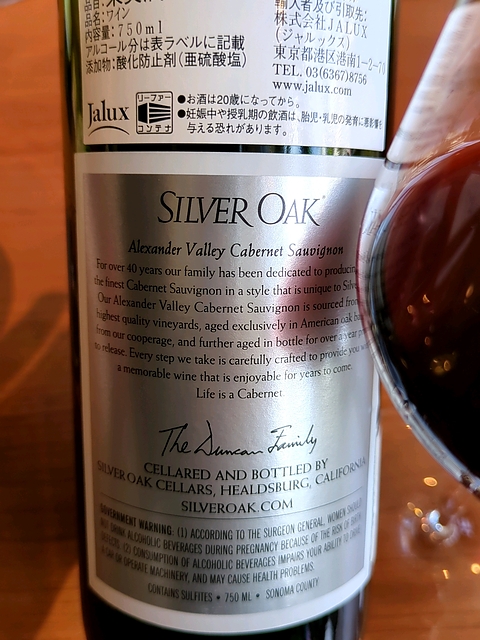 品名:ワイン
内容量:750ml
アルコール分は表ラベルに記載
添加物:酸化防止剤(亜硫酸塩)
輸入者及び引取先:
株式会社JALUX
(ジャルックス)
東京都港区港南1-2-70
TEL. 03(6367)8756
www.jalux.com
Jalux
リーファー
コンテナ
●お酒は20歳になってから。
●妊娠中や授乳期の飲酒は、胎児・乳児の発育に悪影響を
与える恐れがあります。
SILVER OAK
Alexander Valley Cabernet Sauvignon
For over 40 years our family has been dedicated to producing
the finest Cabernet Sauvignon in a style that is unique to
Our Alexander Valley Cabernet Sauvignon is sourced from
highest quality vineyards, aged exclusively in American oak
from our cooperage, and further aged in bottle for over a year
to release. Every step we take is carefully crafted to provide you
a memorable wine that is enjoyable for years to come.
Life is a Cabernet
The Duncan Family
CELLARED AND BOTTLED BY
SILVER OAK CELLARS, HEALDSBURG, CALIFORNIA
SILVEROAK.COM
GOVERNMENT WARNING: (1) ACCORDING TO THE SURGEON GENERAL, WOMEN SHOULD
NOT DRINK ALCOHOLIC BEVERAGES DURING PREGNANCY BECAUSE OF THE RISK OF BIRTH
DEFECTS. (2) CONSUMPTION OF ALCOHOLIC BEVERAGES IMPAIRS YOUR ABILITY TO DRIVE
A CAR OR OPERATE MACHINERY, AND MAY CAUSE HEALTH PROBLEMS.
CONTAINS SULFITES • 750 ML • SONOMA COUNTY